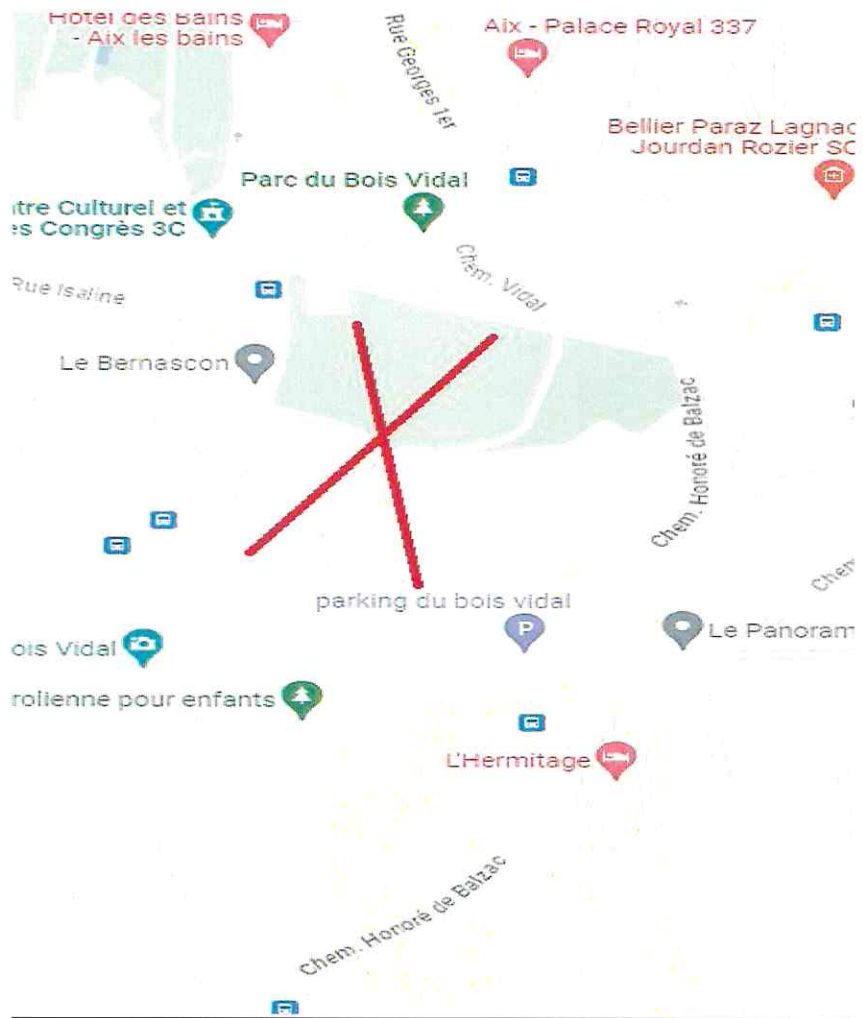 Hotel des Bains
- Aix les bains
Rue Georges 1er
Aix - Palace Royal 337
Bellier Paraz Lagnac
Jourdan Rozier SC
Parc du Bois Vidal
tre Culturel et
es Congrès 3C
Chem. Vidal
Rue Isaline
Le Bernascon
Chem. Honoré de Balzac
Chem
parking du bois vidal
P
Le Panoram
ois Vidal
rolienne pour enfants
L'Hermitage
Chem. Honoré de Balzac